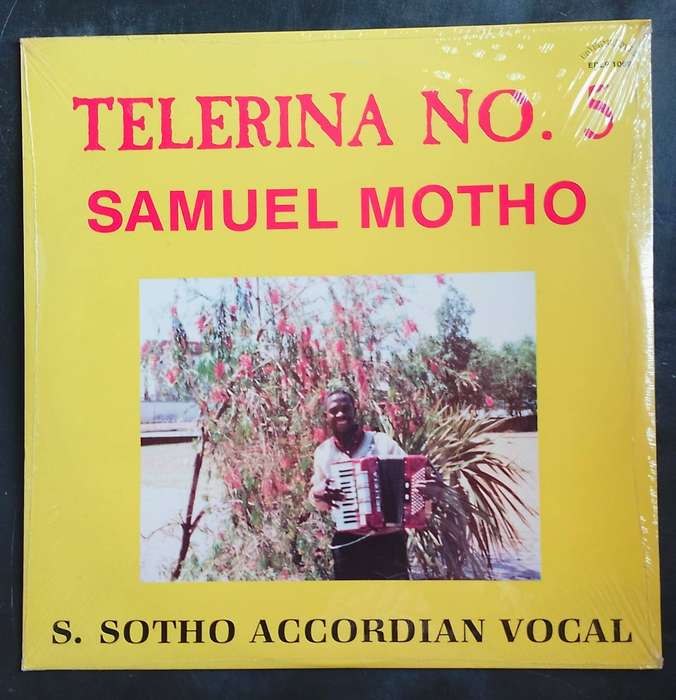 TELERINA NO. 5
SAMUEL MOTHO
S. SOTHO ACCORDIAN VOCAL